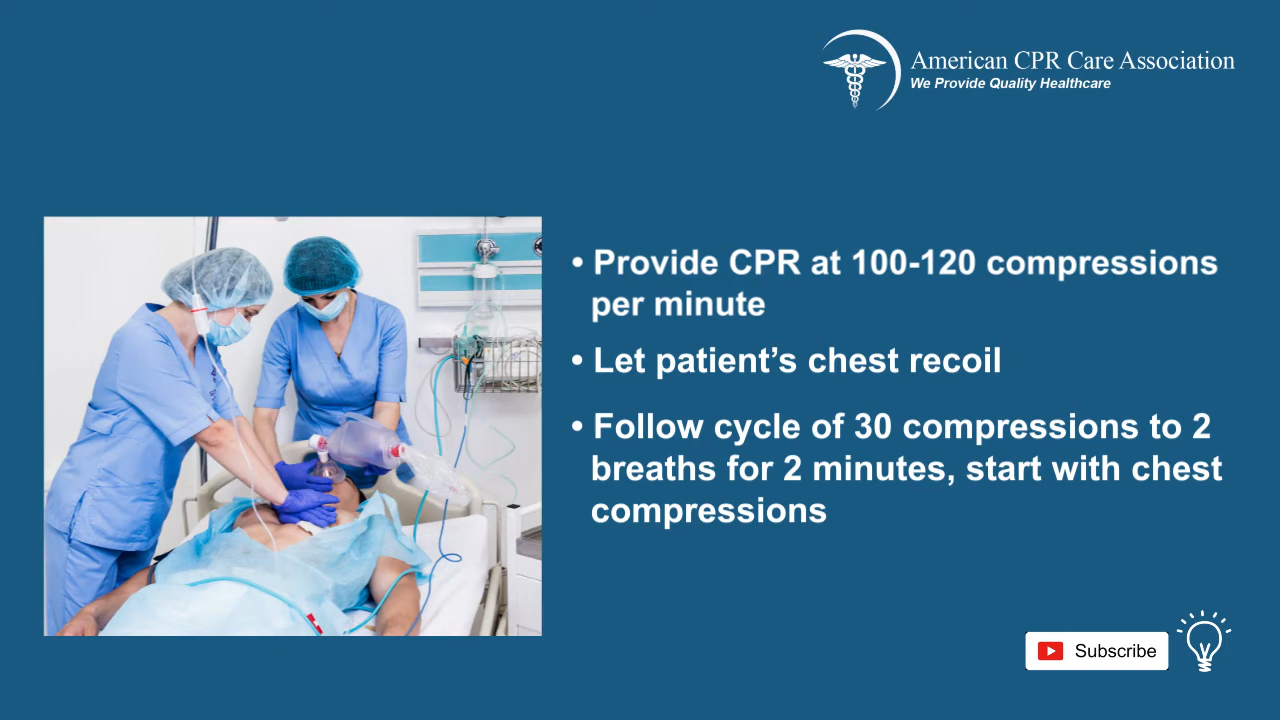 American CPR Care Association
We Provide Quality Healthcare
• Provide CPR at 100-120 compressions
per minute
• Let patient’s chest recoil
• Follow cycle of 30 compressions to 2
breaths for 2 minutes, start with chest
compressions
Subscribe